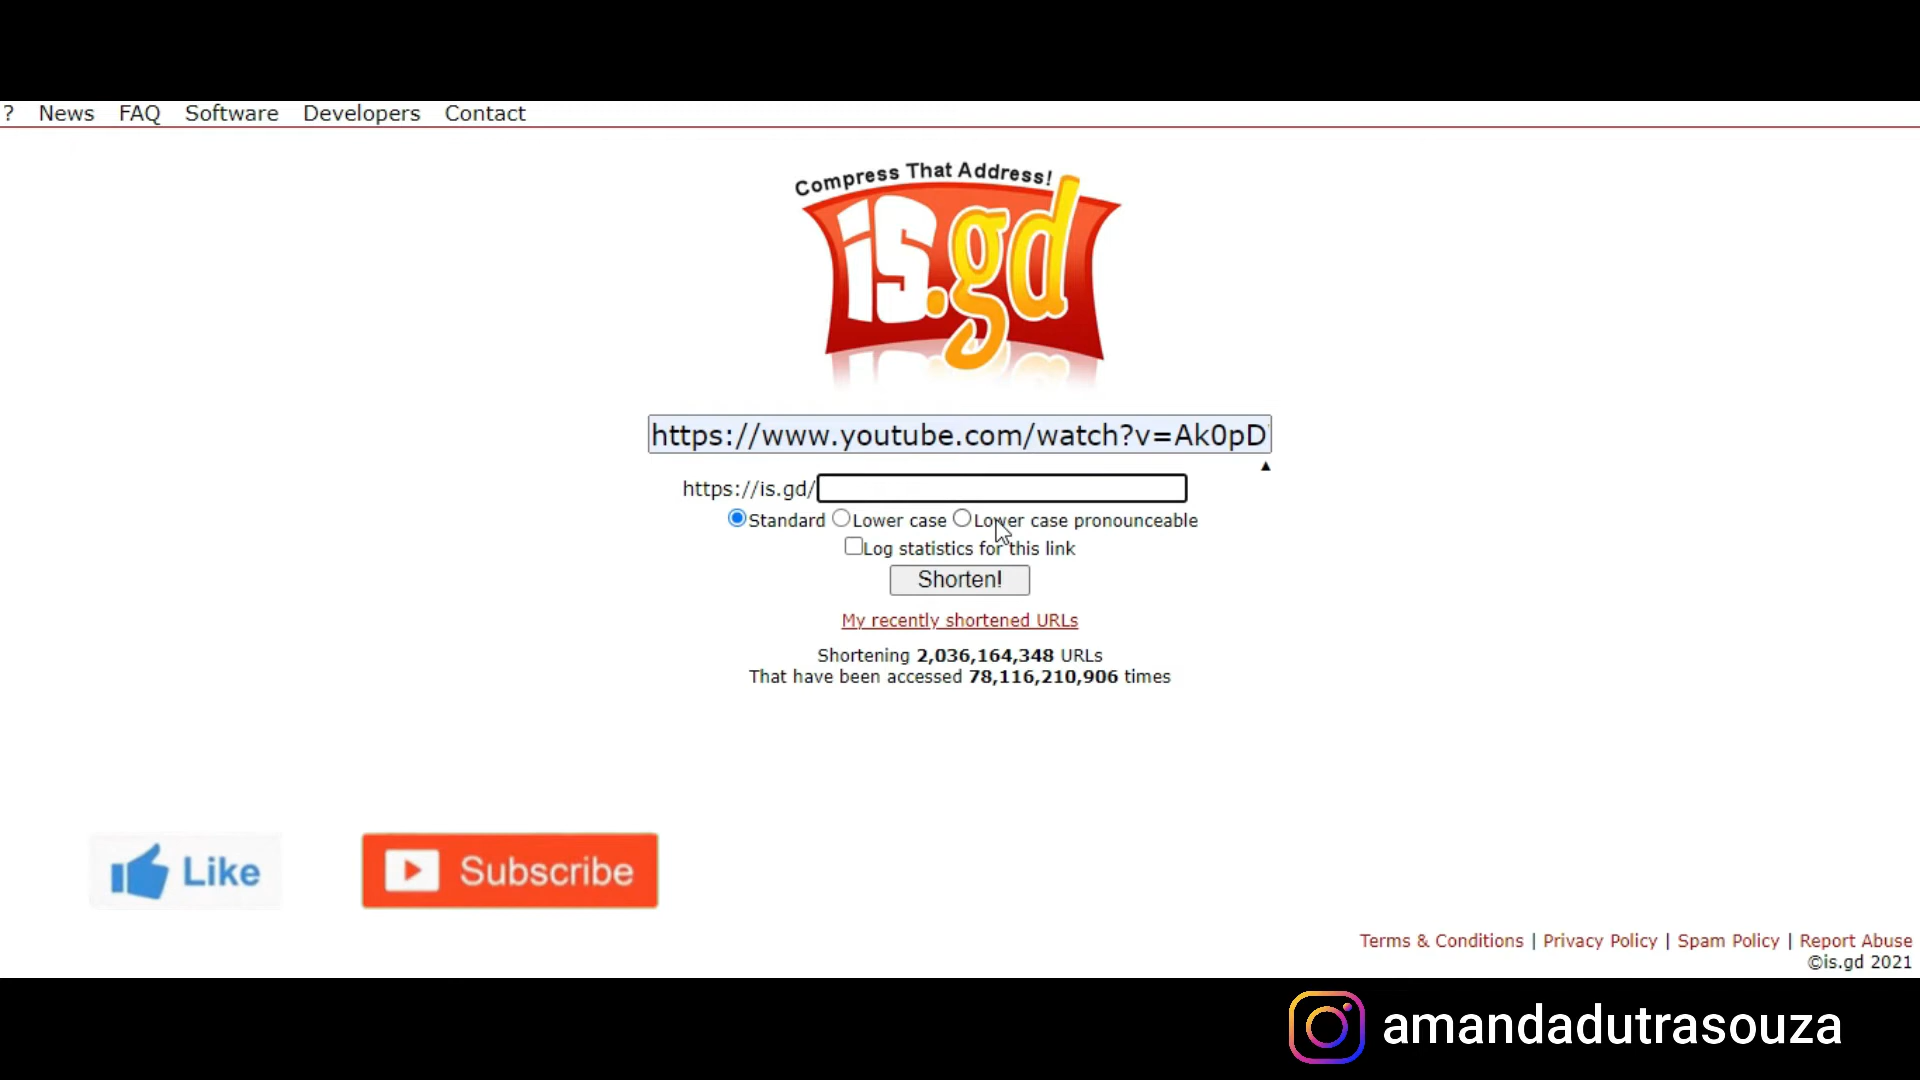 ? News FAQ Software Developers Contact
Compress That Address!
is.gd
https://www.youtube.com/watch?v=Ak0pD
▲
https://is.gd/
Standard Lower case Lower case pronounceable
Log statistics for this link
Shorten!
My recently shortened URLs
Shortening 2,036,164,348 URLs
That have been accessed 78,116,210,906 times
Like Subscribe
Terms & Conditions | Privacy Policy | Spam Policy | Report Abuse
©is.gd 2021
amandadutrasouza